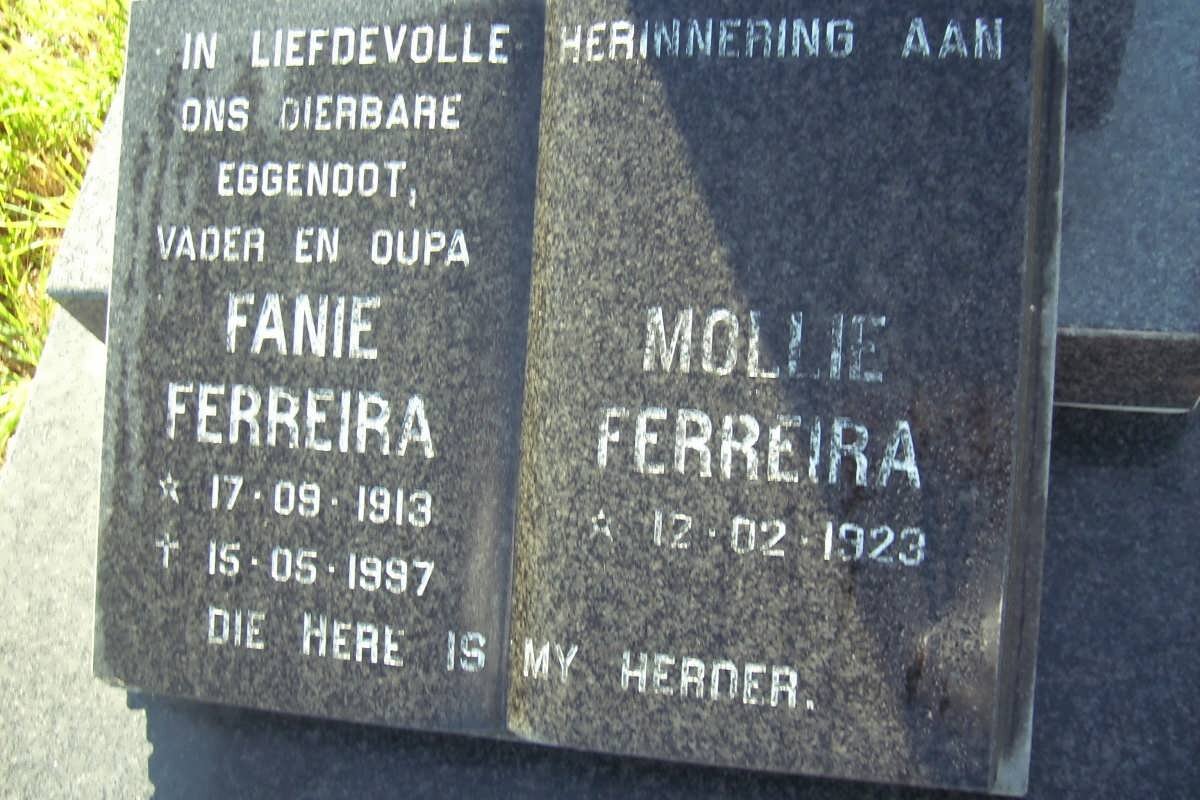 IN LIEFDEVOLLE HERINNERING AAN
ONS DIERBARE
EGGENOOT,
VADER EN OUPA
FANIE
FERREIRA
☆ 17·09·1913
† 15·05·1997
MOLLIE
FERREIRA
☆ 12·02·1923
DIE HERE IS MY HERDER.